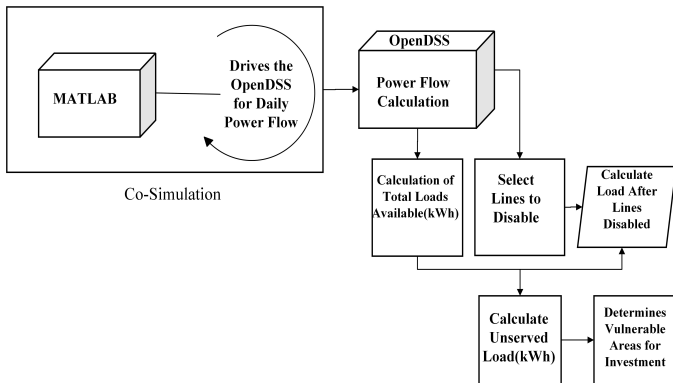 MATLAB
Drives the
OpenDSS
for Daily
Power Flow
Co-Simulation
OpenDSS
Power Flow
Calculation
Calculation of
Total Loads
Available(kWh)
Select
Lines to
Disable
Calculate
Load After
Lines
Disabled
Calculate
Unserved
Load(kWh)
Determines
Vulnerable
Areas for
Investment